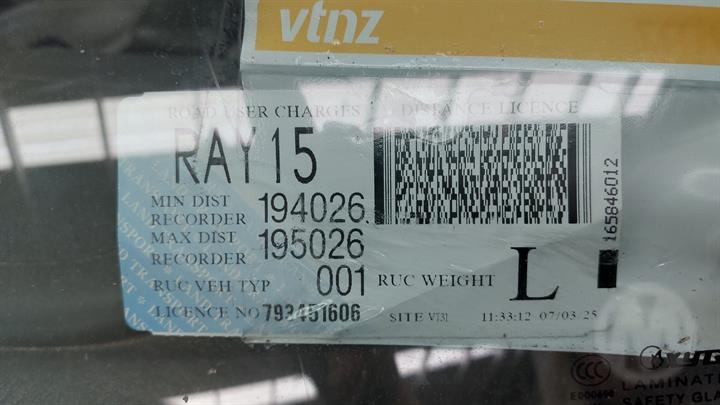 vtnz
ROAD USER CHARGES DISTANCE LICENCE
RAY15
MIN DIST RECORDER 194026
MAX DIST RECORDER 195026
RUC VEH TYP 001 RUC WEIGHT L
LICENCE NO 793451606 SITE VT31 11:33:12 07/03/25
165846012
LAMINAT
SAFETY GLA